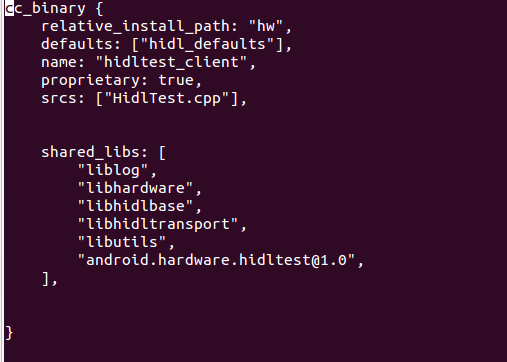 cc_binary {
    relative_install_path: "hw",
    defaults: ["hidl_defaults"],
    name: "hidltest_client",
    proprietary: true,
    srcs: ["HidlTest.cpp"],
    shared_libs: [
        "liblog",
        "libhardware",
        "libhidlbase",
        "libhidltransport",
        "libutils",
        "android.hardware.hidltest@1.0",
    ],
}